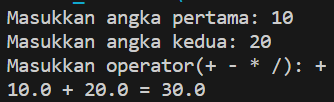 Masukkan angka pertama: 10
Masukkan angka kedua: 20
Masukkan operator(+ - * /): +
10.0 + 20.0 = 30.0